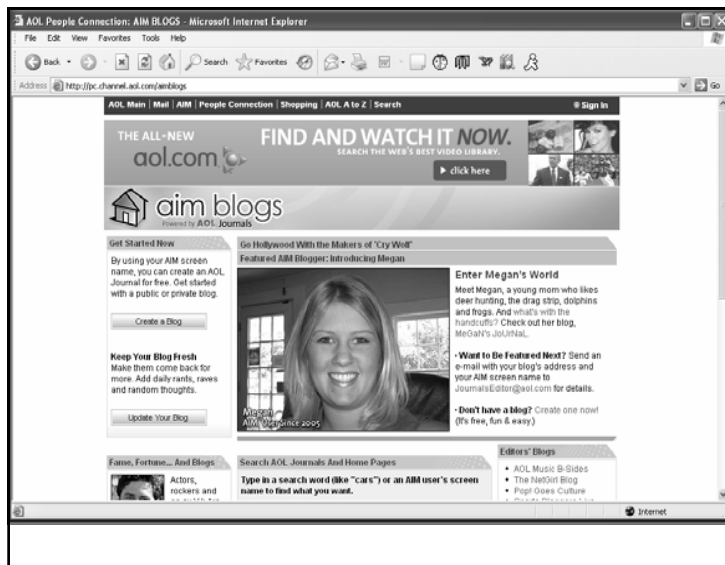 AOL People Connection: AIM BLOGS - Microsoft Internet Explorer
File Edit View Favorites Tools Help
Back Search Favorites
Address http://pc.channel.aol.com/aimblogs Go
AOL Main | Mail | AIM | People Connection | Shopping | AOL A to Z | Search Sign In
THE ALL-NEW
aol.com
FIND AND WATCH IT NOW.
SEARCH THE WEB'S BEST VIDEO LIBRARY.
click here
aim blogs
Powered by AOL Journals
Get Started Now
By using your AIM screen
name, you can create an AOL
Journal for free. Get started
with a public or private blog.
Create a Blog
Keep Your Blog Fresh
Make them come back for
more. Add daily rants, raves
and random thoughts.
Update Your Blog
Go Hollywood With the Makers of 'Cry Wolf'
Featured AIM Blogger: Introducing Megan
Megan
AIM User Since 2005
Enter Megan's World
Meet Megan, a young mom who likes
deer hunting, the drag strip, dolphins
and frogs. And what's with the
handcuffs? Check out her blog,
MeGaN's JoUrNaL.
· Want to Be Featured Next? Send an
e-mail with your blog's address and
your AIM screen name to
JournalsEditor@aol.com for details.
· Don't have a blog? Create one now!
(It's free, fun & easy.)
Fame, Fortune... And Blogs
Actors,
rockers and
Search AOL Journals And Home Pages
Type in a search word (like "cars") or an AIM user's screen
name to find what you want.
Editors' Blogs
• AOL Music B-Sides
• The NetGirl Blog
• Pop! Goes Culture
Internet